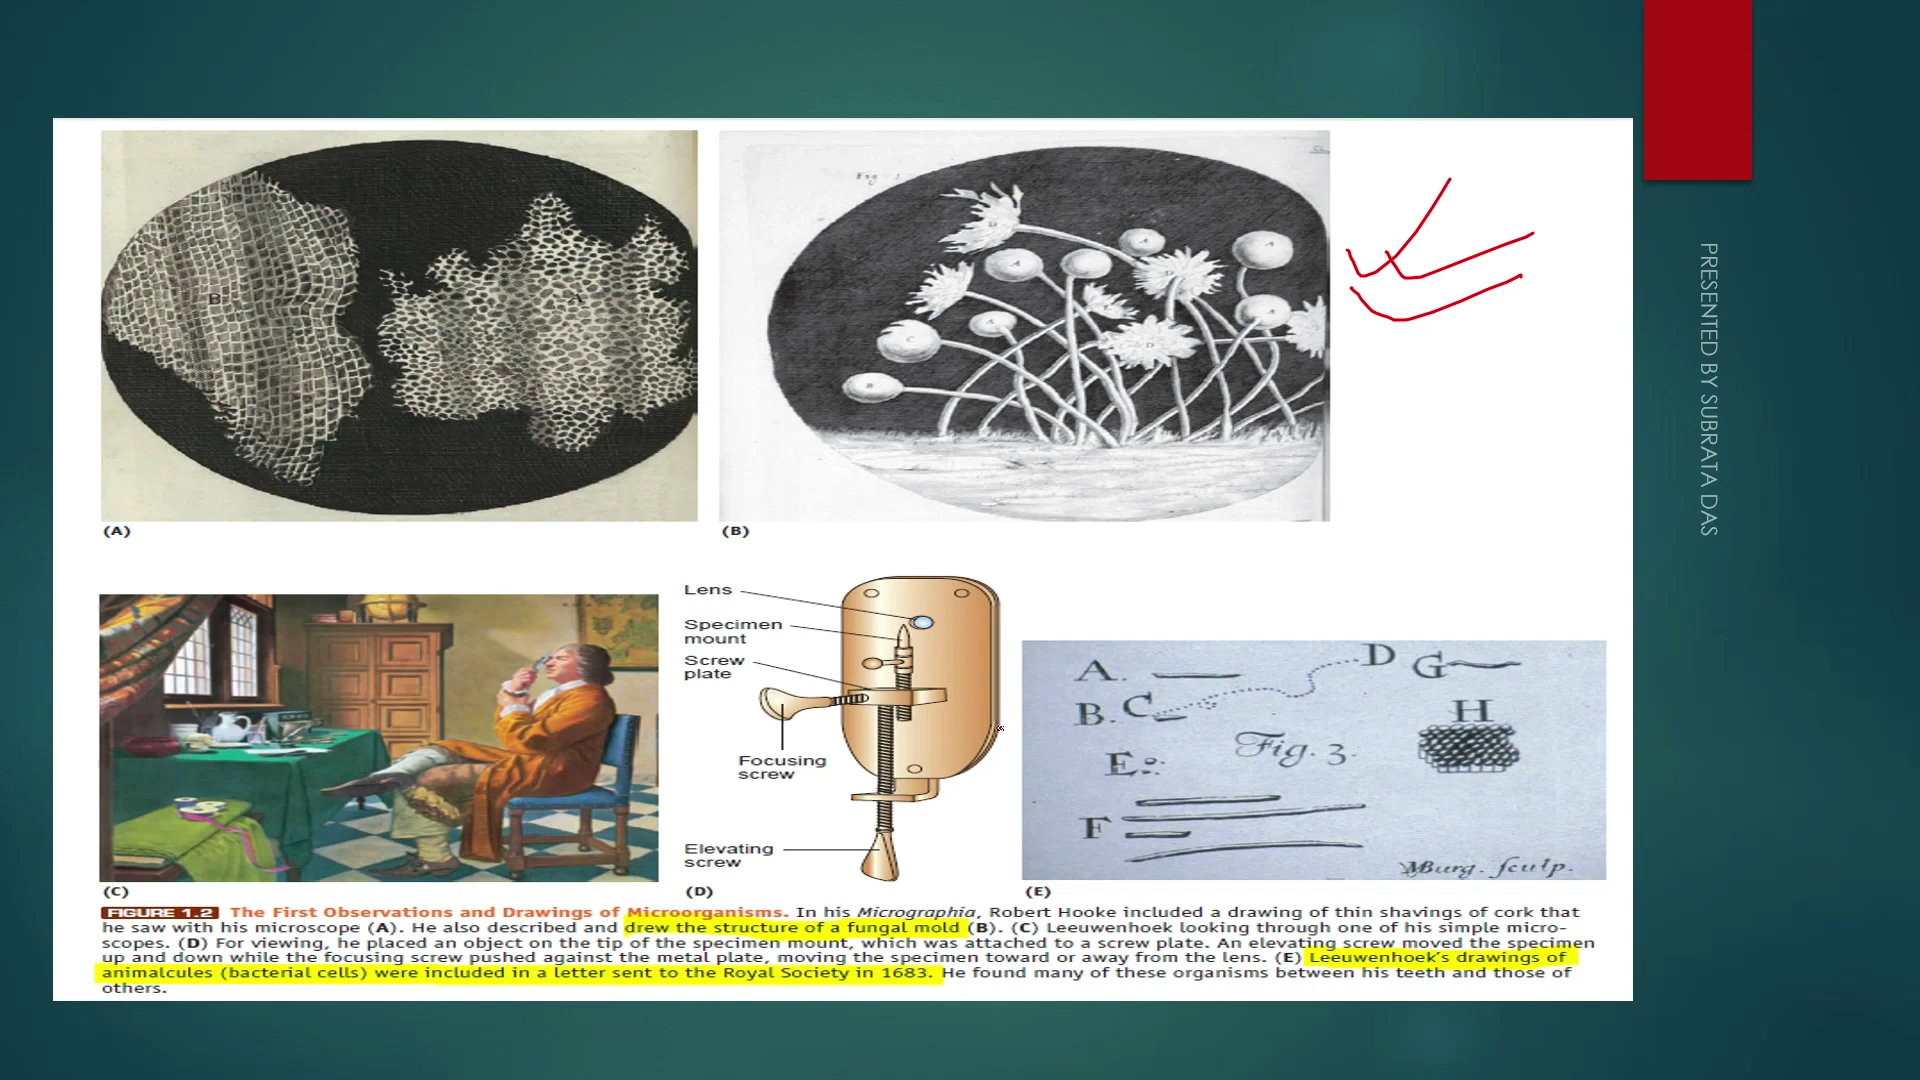 Fig. 1
B
A
D
A
A
A
D
A
A
C
D
B
(A)
(B)
Lens
Specimen
mount
Screw
plate
Focusing
screw
Elevating
screw
A.
B.
C
D
G
E:
Fig. 3.
H
F
Burg. sculp.
(C)
(D)
(E)
FIGURE 1.2 The First Observations and Drawings of Microorganisms. In his Micrographia, Robert Hooke included a drawing of thin shavings of cork that
he saw with his microscope (A). He also described and drew the structure of a fungal mold (B). (C) Leeuwenhoek looking through one of his simple micro-
scopes. (D) For viewing, he placed an object on the tip of the specimen mount, which was attached to a screw plate. An elevating screw moved the specimen
up and down while the focusing screw pushed against the metal plate, moving the specimen toward or away from the lens. (E) Leeuwenhoek's drawings of
animalcules (bacterial cells) were included in a letter sent to the Royal Society in 1683. He found many of these organisms between his teeth and those of
others.
PRESENTED BY SUBRATA DAS